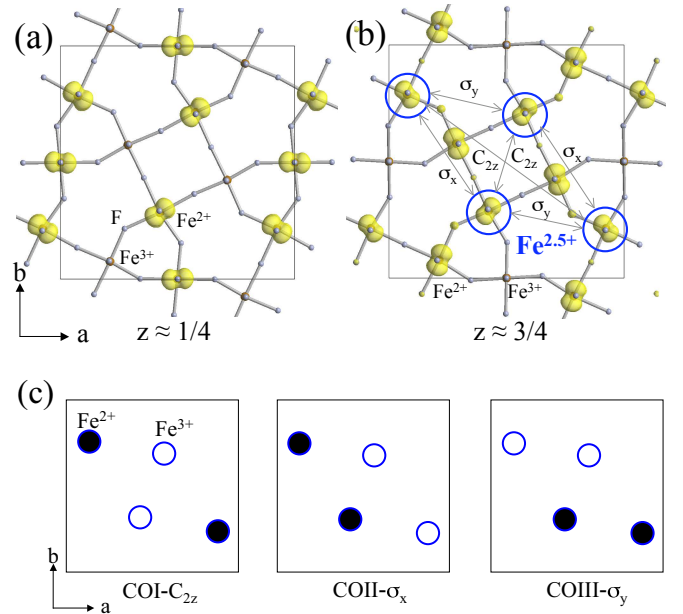 (a)
(b)
σy
C2z
C2z
σx
σx
F
Fe2+
σy
Fe2.5+
Fe3+
Fe2+
Fe3+
b
a
z ≈ 1/4
z ≈ 3/4
(c)
Fe2+
Fe3+
b
a
COI-C2z
COII-σx
COIII-σy